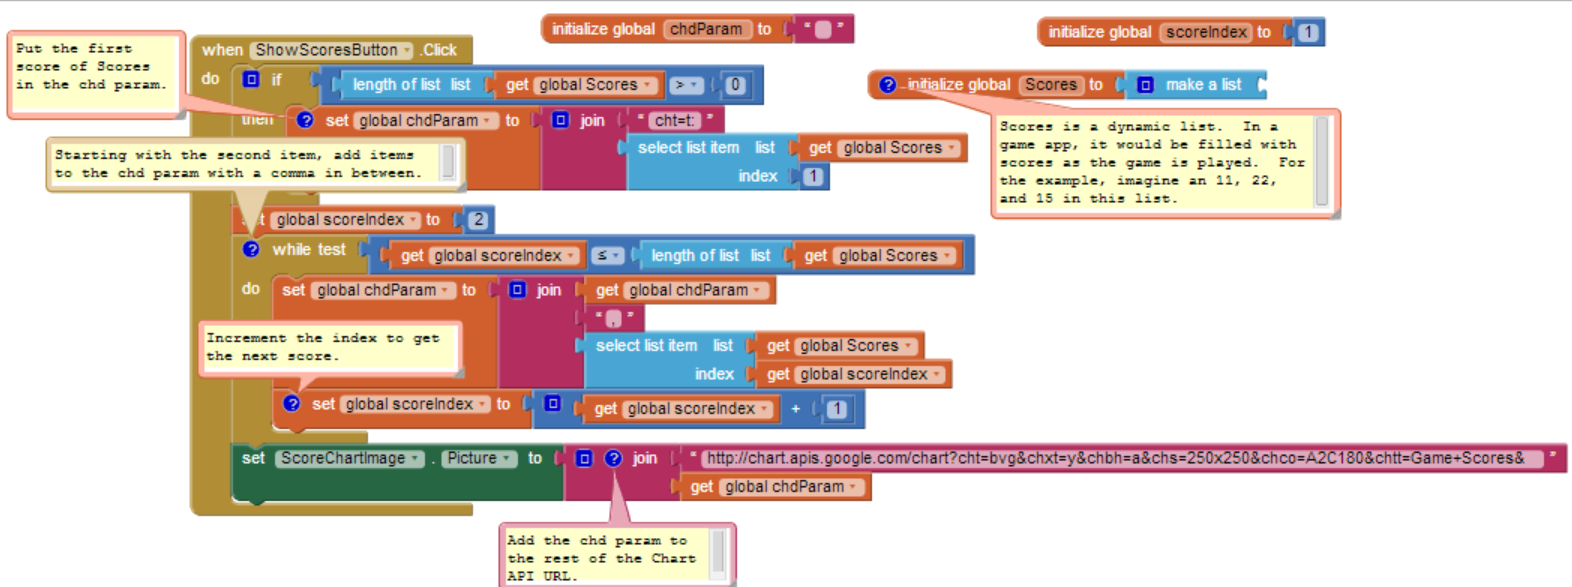 initialize global chdParam to " "
initialize global scoreIndex to 1
Put the first
score of Scores
in the chd param.
when ShowScoresButton .Click
do if length of list list get global Scores > 0
initialize global Scores to make a list
then set global chdParam to join " cht=t: "
select list item list get global Scores
index 1
Scores is a dynamic list. In a
game app, it would be filled with
scores as the game is played. For
the example, imagine an 11, 22,
and 15 in this list.
Starting with the second item, add items
to the chd param with a comma in between.
set global scoreIndex to 2
while test get global scoreIndex ≤ length of list list get global Scores
do set global chdParam to join get global chdParam
" , "
select list item list get global Scores
index get global scoreIndex
Increment the index to get
the next score.
set global scoreIndex to get global scoreIndex + 1
set ScoreChartImage . Picture to join " http://chart.apis.google.com/chart?cht=bvg&chxt=y&chbh=a&chs=250x250&chco=A2C180&chtt=Game+Scores& "
get global chdParam
Add the chd param to
the rest of the Chart
API URL.